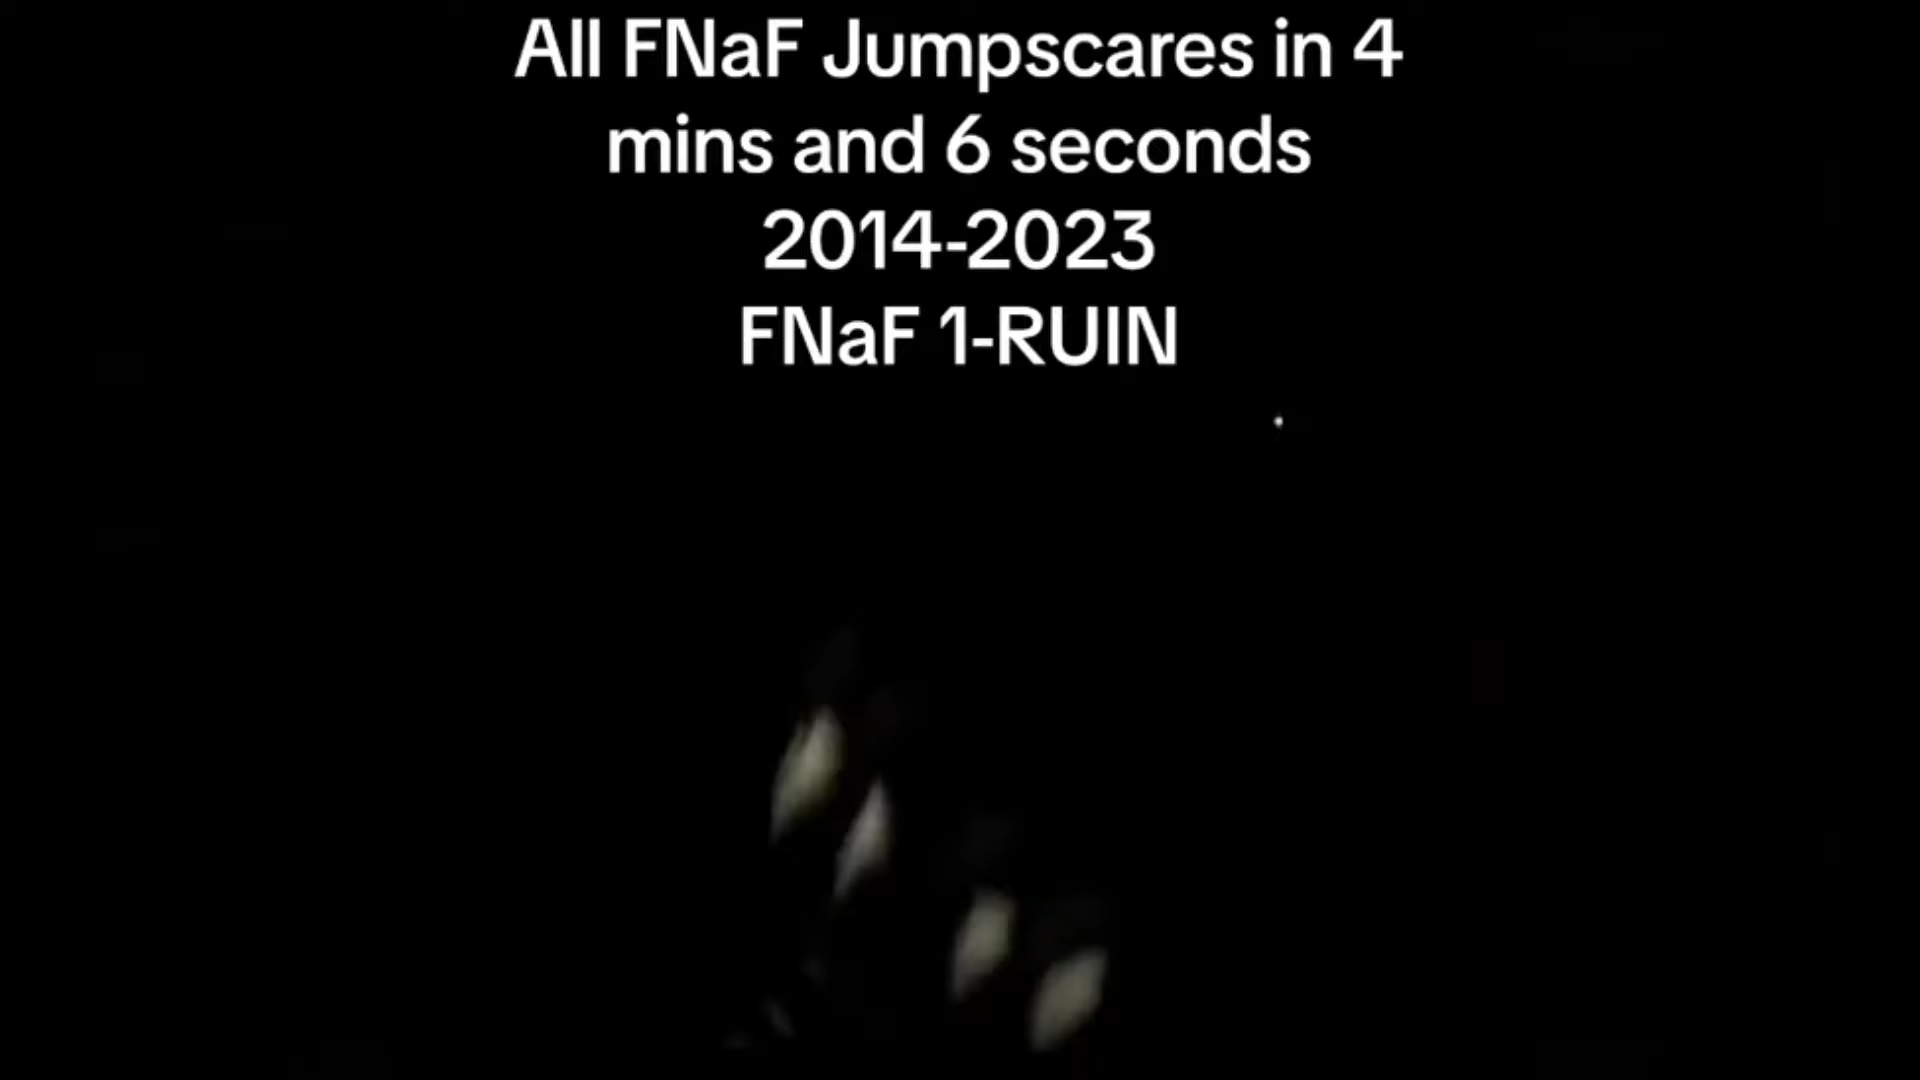 All FNaF Jumpscares in 4
mins and 6 seconds
2014-2023
FNaF 1-RUIN